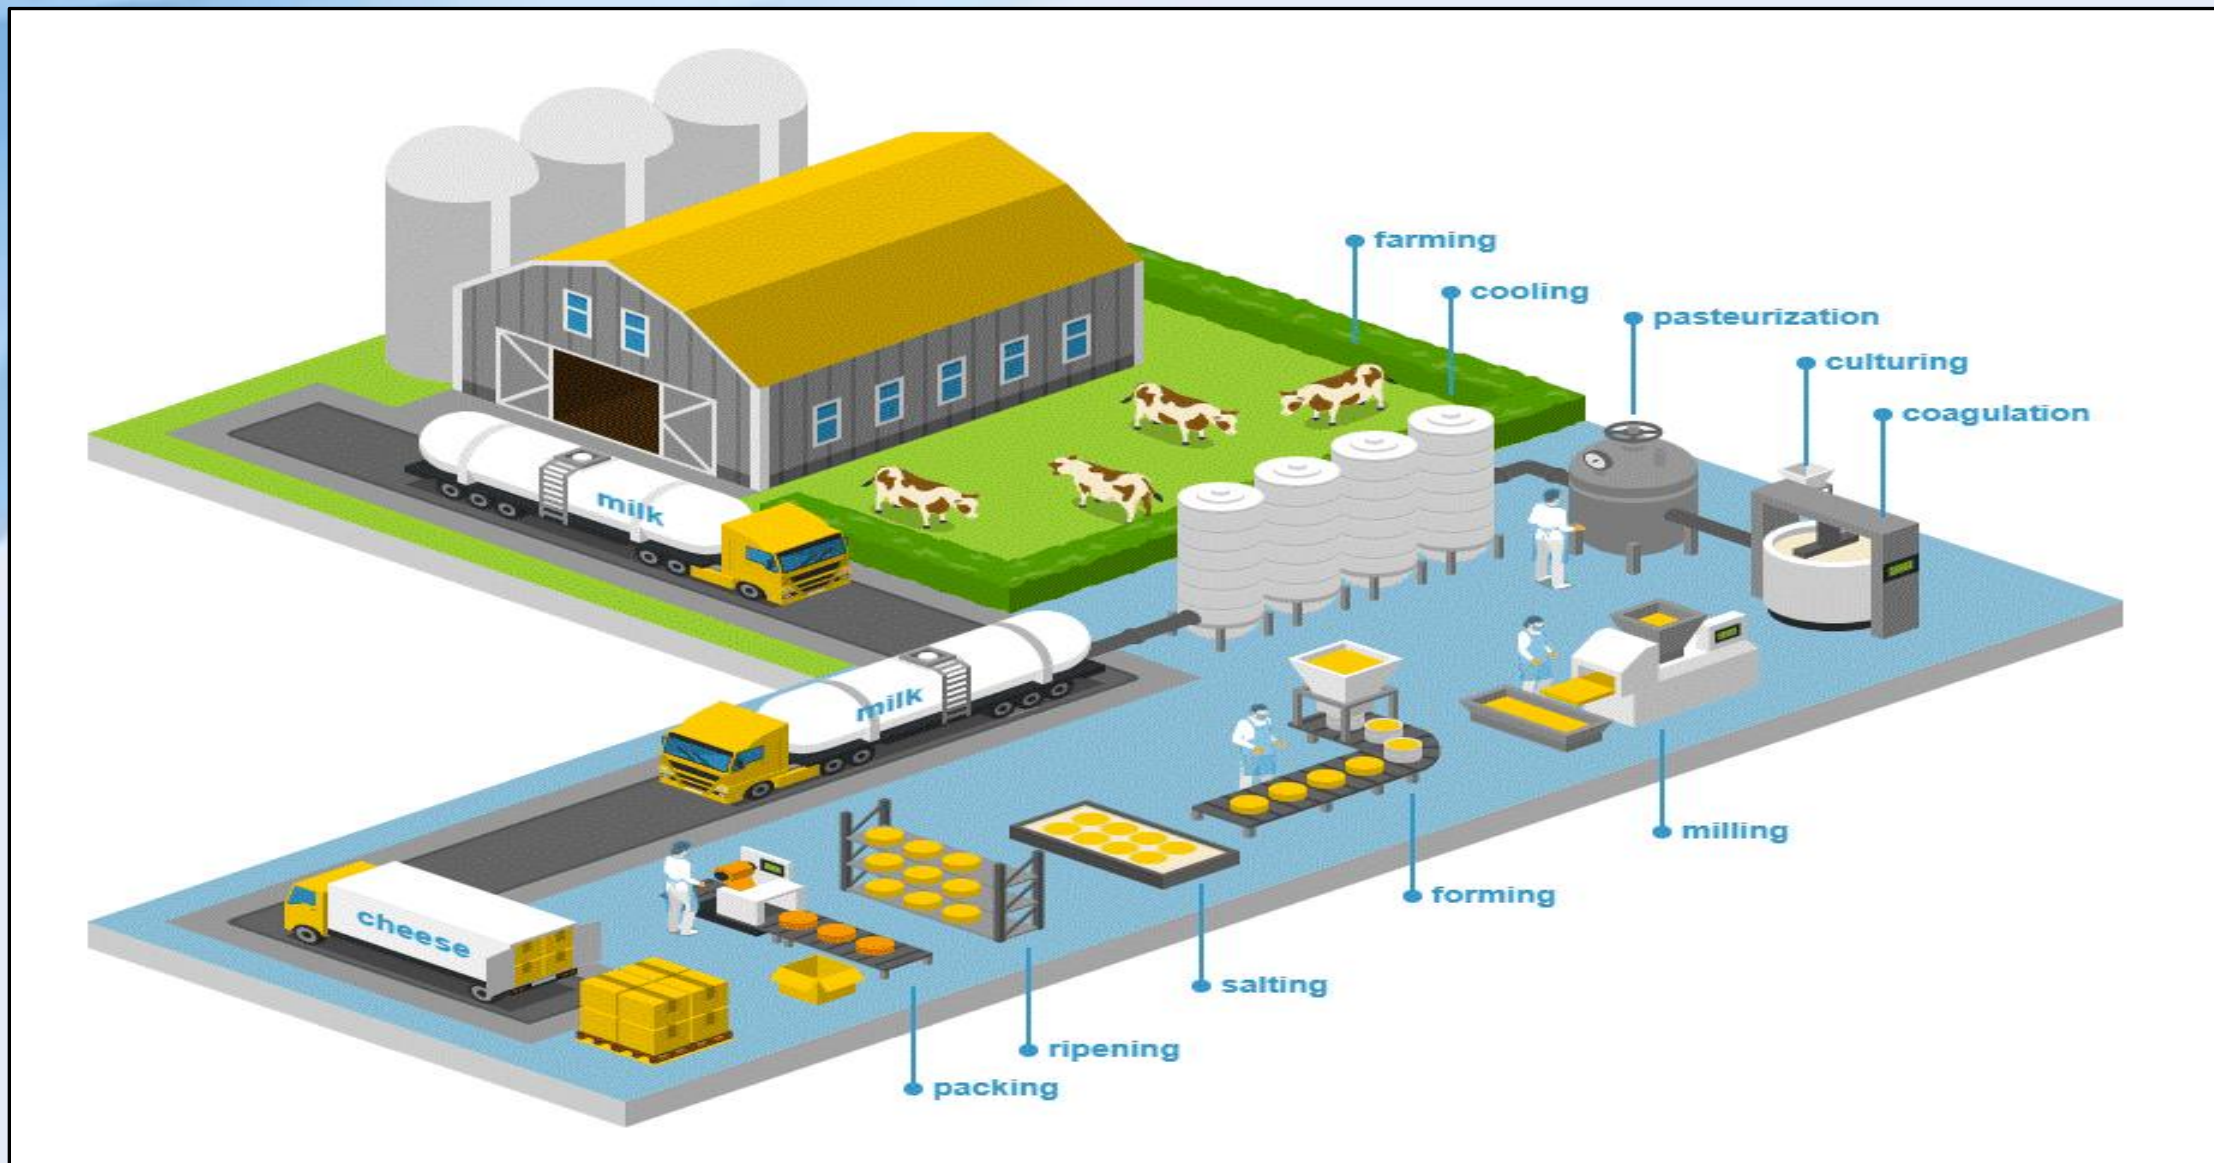 farming
cooling
pasteurization
culturing
coagulation
milk
milk
milling
forming
cheese
salting
ripening
packing